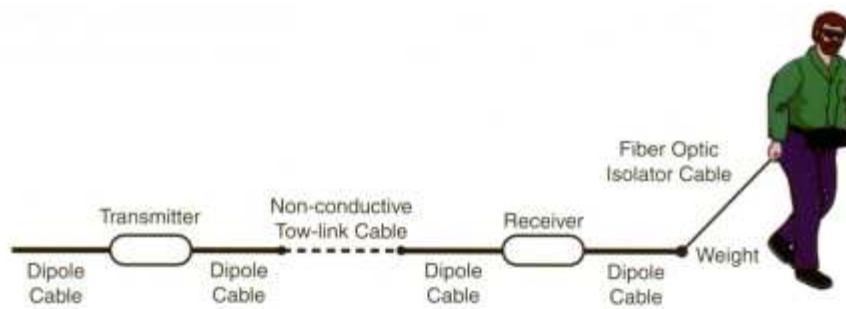 Fiber Optic
Isolator Cable
Transmitter
Non-conductive
Tow-link Cable
Receiver
Weight
Dipole
Cable
Dipole
Cable
Dipole
Cable
Dipole
Cable